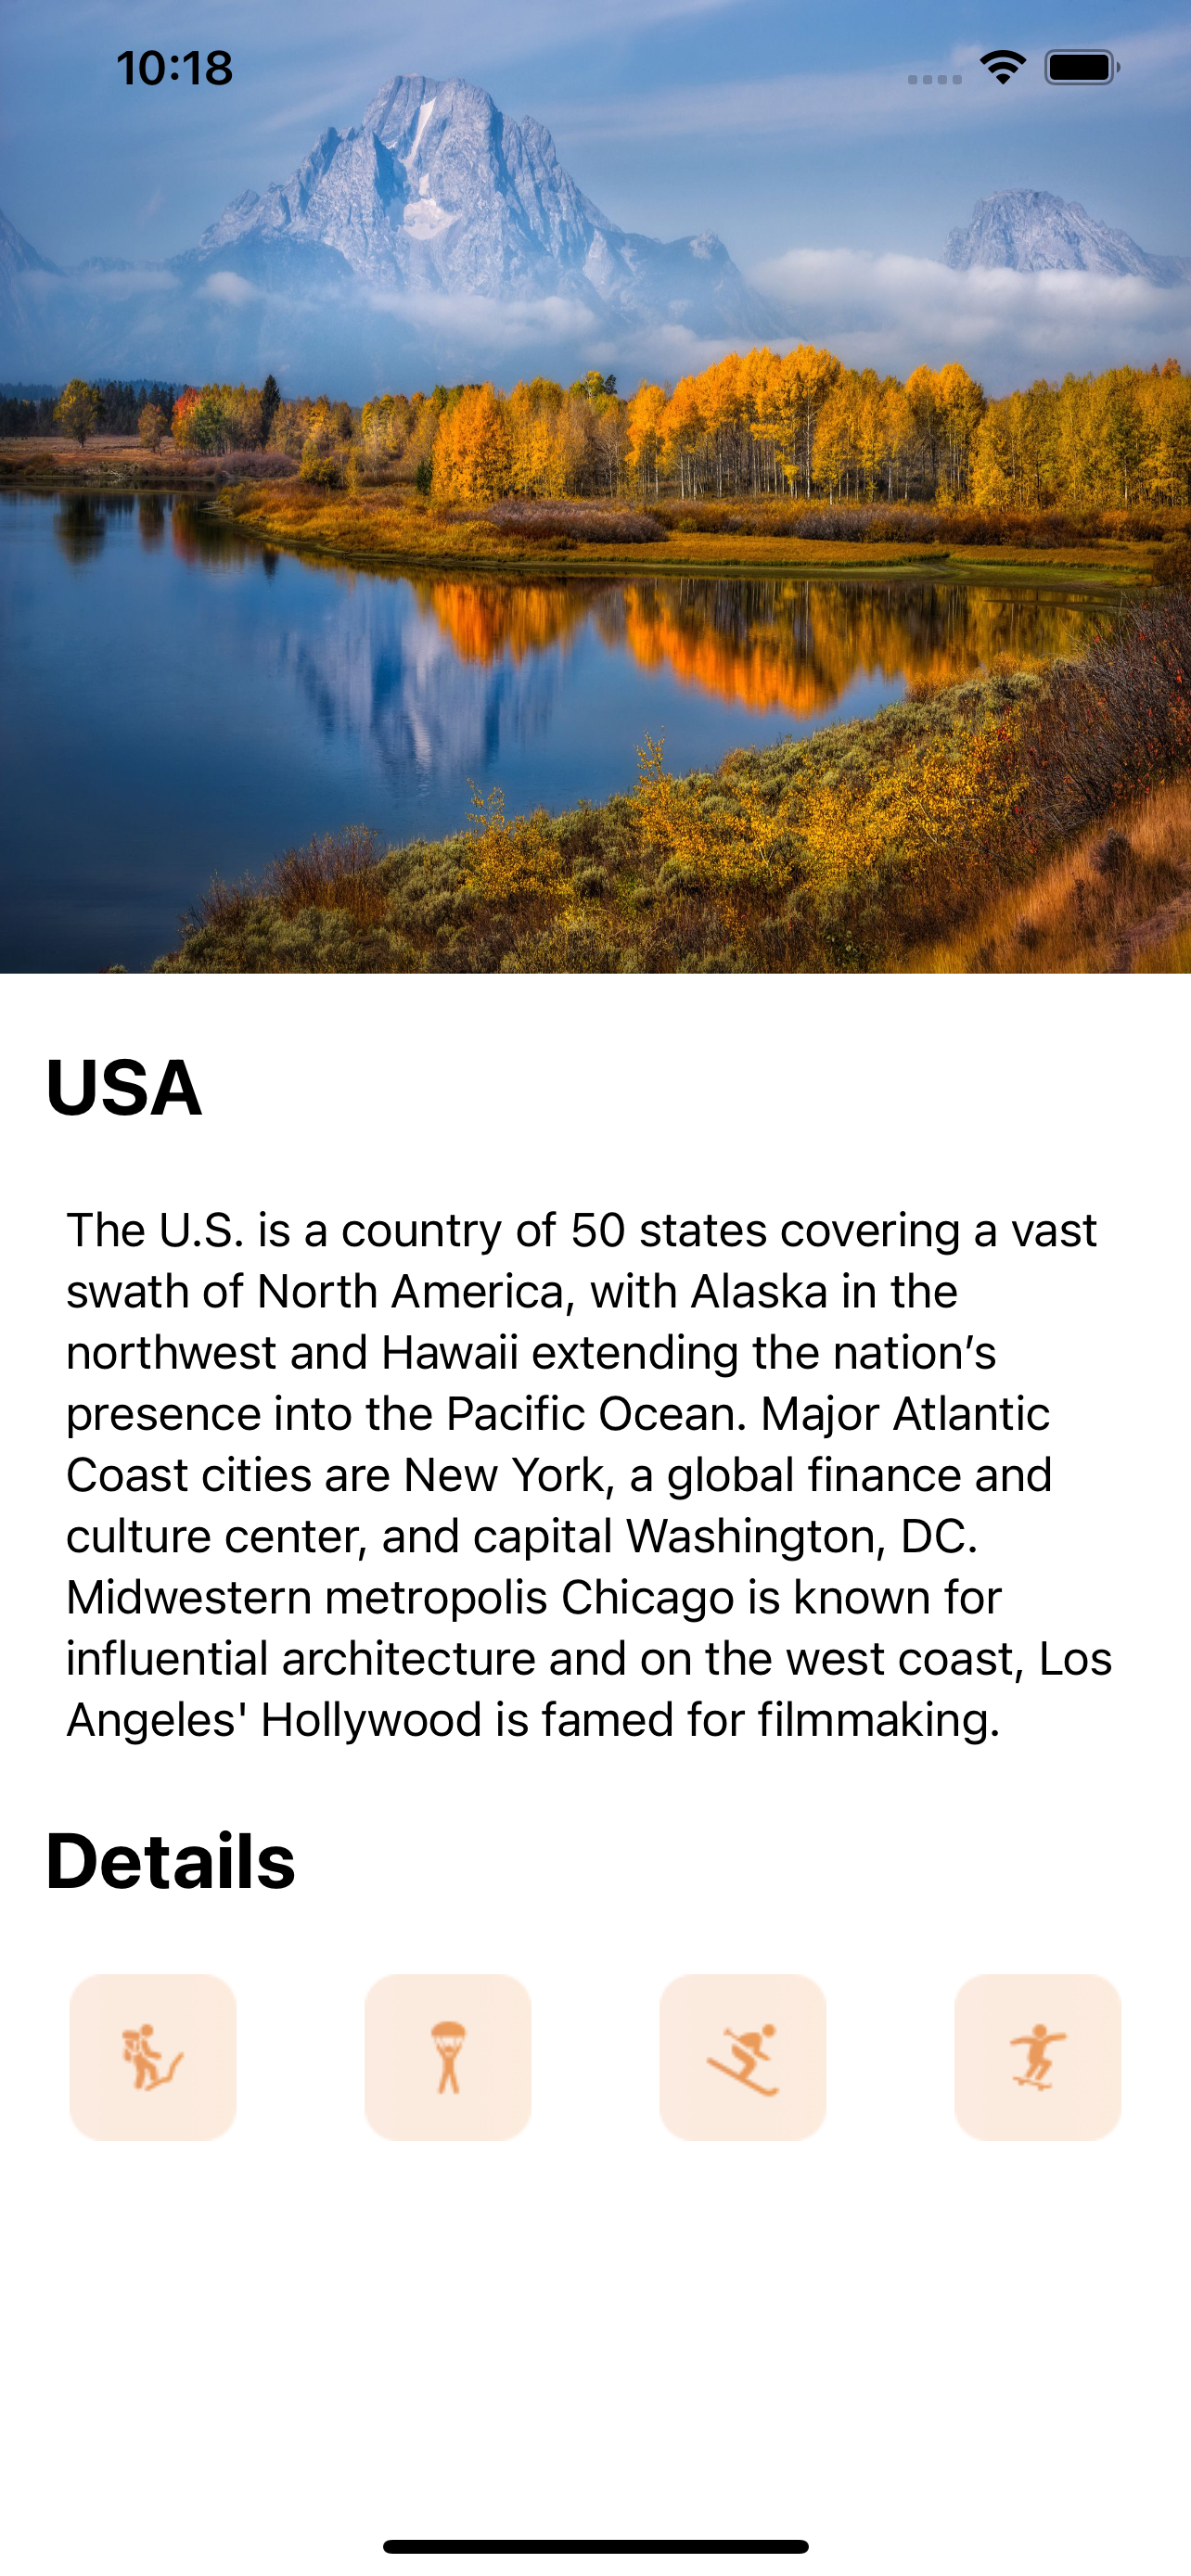 10:18
USA
The U.S. is a country of 50 states covering a vast
swath of North America, with Alaska in the
northwest and Hawaii extending the nation’s
presence into the Pacific Ocean. Major Atlantic
Coast cities are New York, a global finance and
culture center, and capital Washington, DC.
Midwestern metropolis Chicago is known for
influential architecture and on the west coast, Los
Angeles' Hollywood is famed for filmmaking.
Details